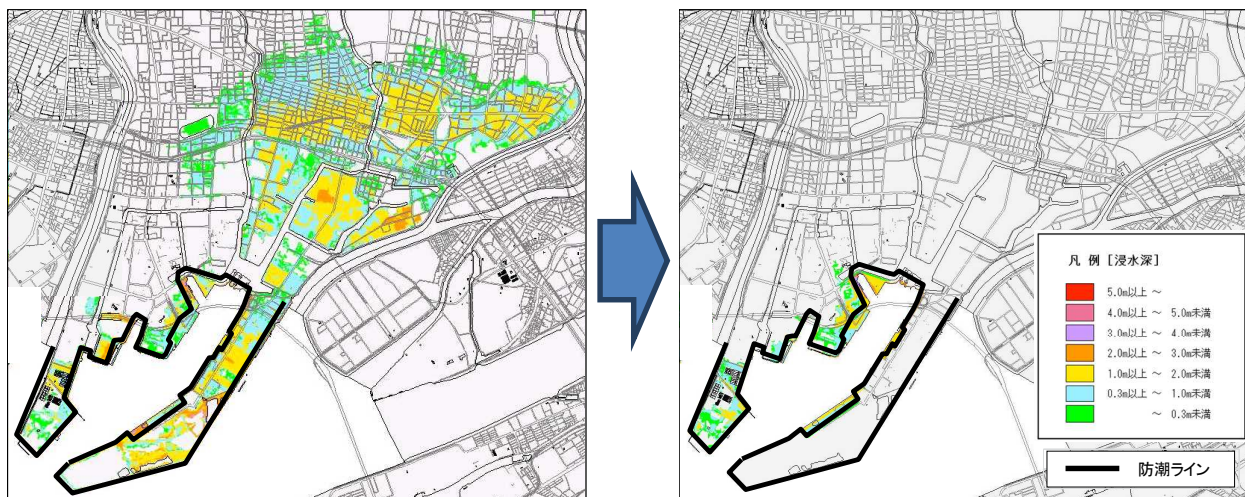 凡 例 [浸水深]
5.0m以上 ～
4.0m以上 ～ 5.0m未満
3.0m以上 ～ 4.0m未満
2.0m以上 ～ 3.0m未満
1.0m以上 ～ 2.0m未満
0.3m以上 ～ 1.0m未満
～ 0.3m未満
防潮ライン